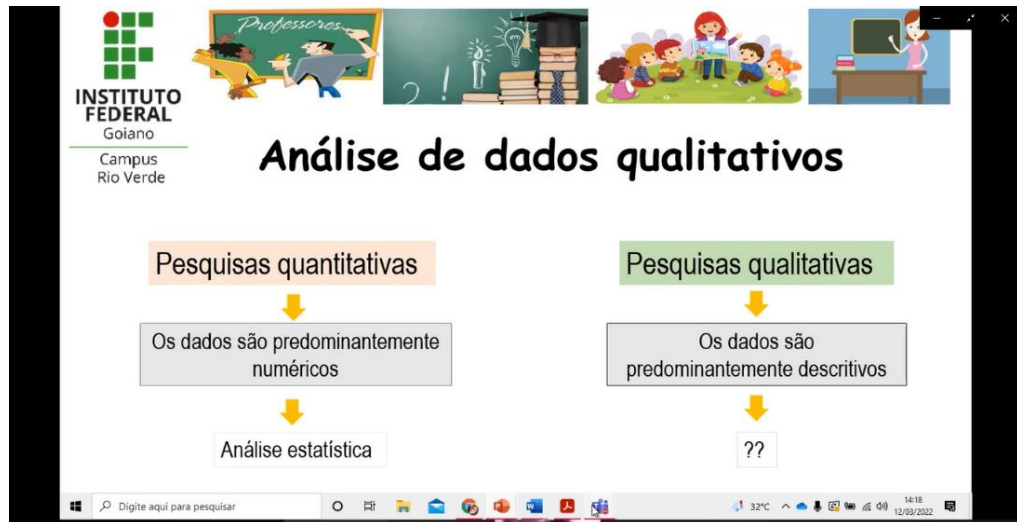 Professores
2!
INSTITUTO
FEDERAL
Goiano
Campus
Rio Verde
Análise de dados qualitativos
Pesquisas quantitativas
Pesquisas qualitativas
Os dados são predominantemente
numéricos
Os dados são
predominantemente descritivos
Análise estatística
??
Digite aqui para pesquisar
32°C
14:18
12/03/2022